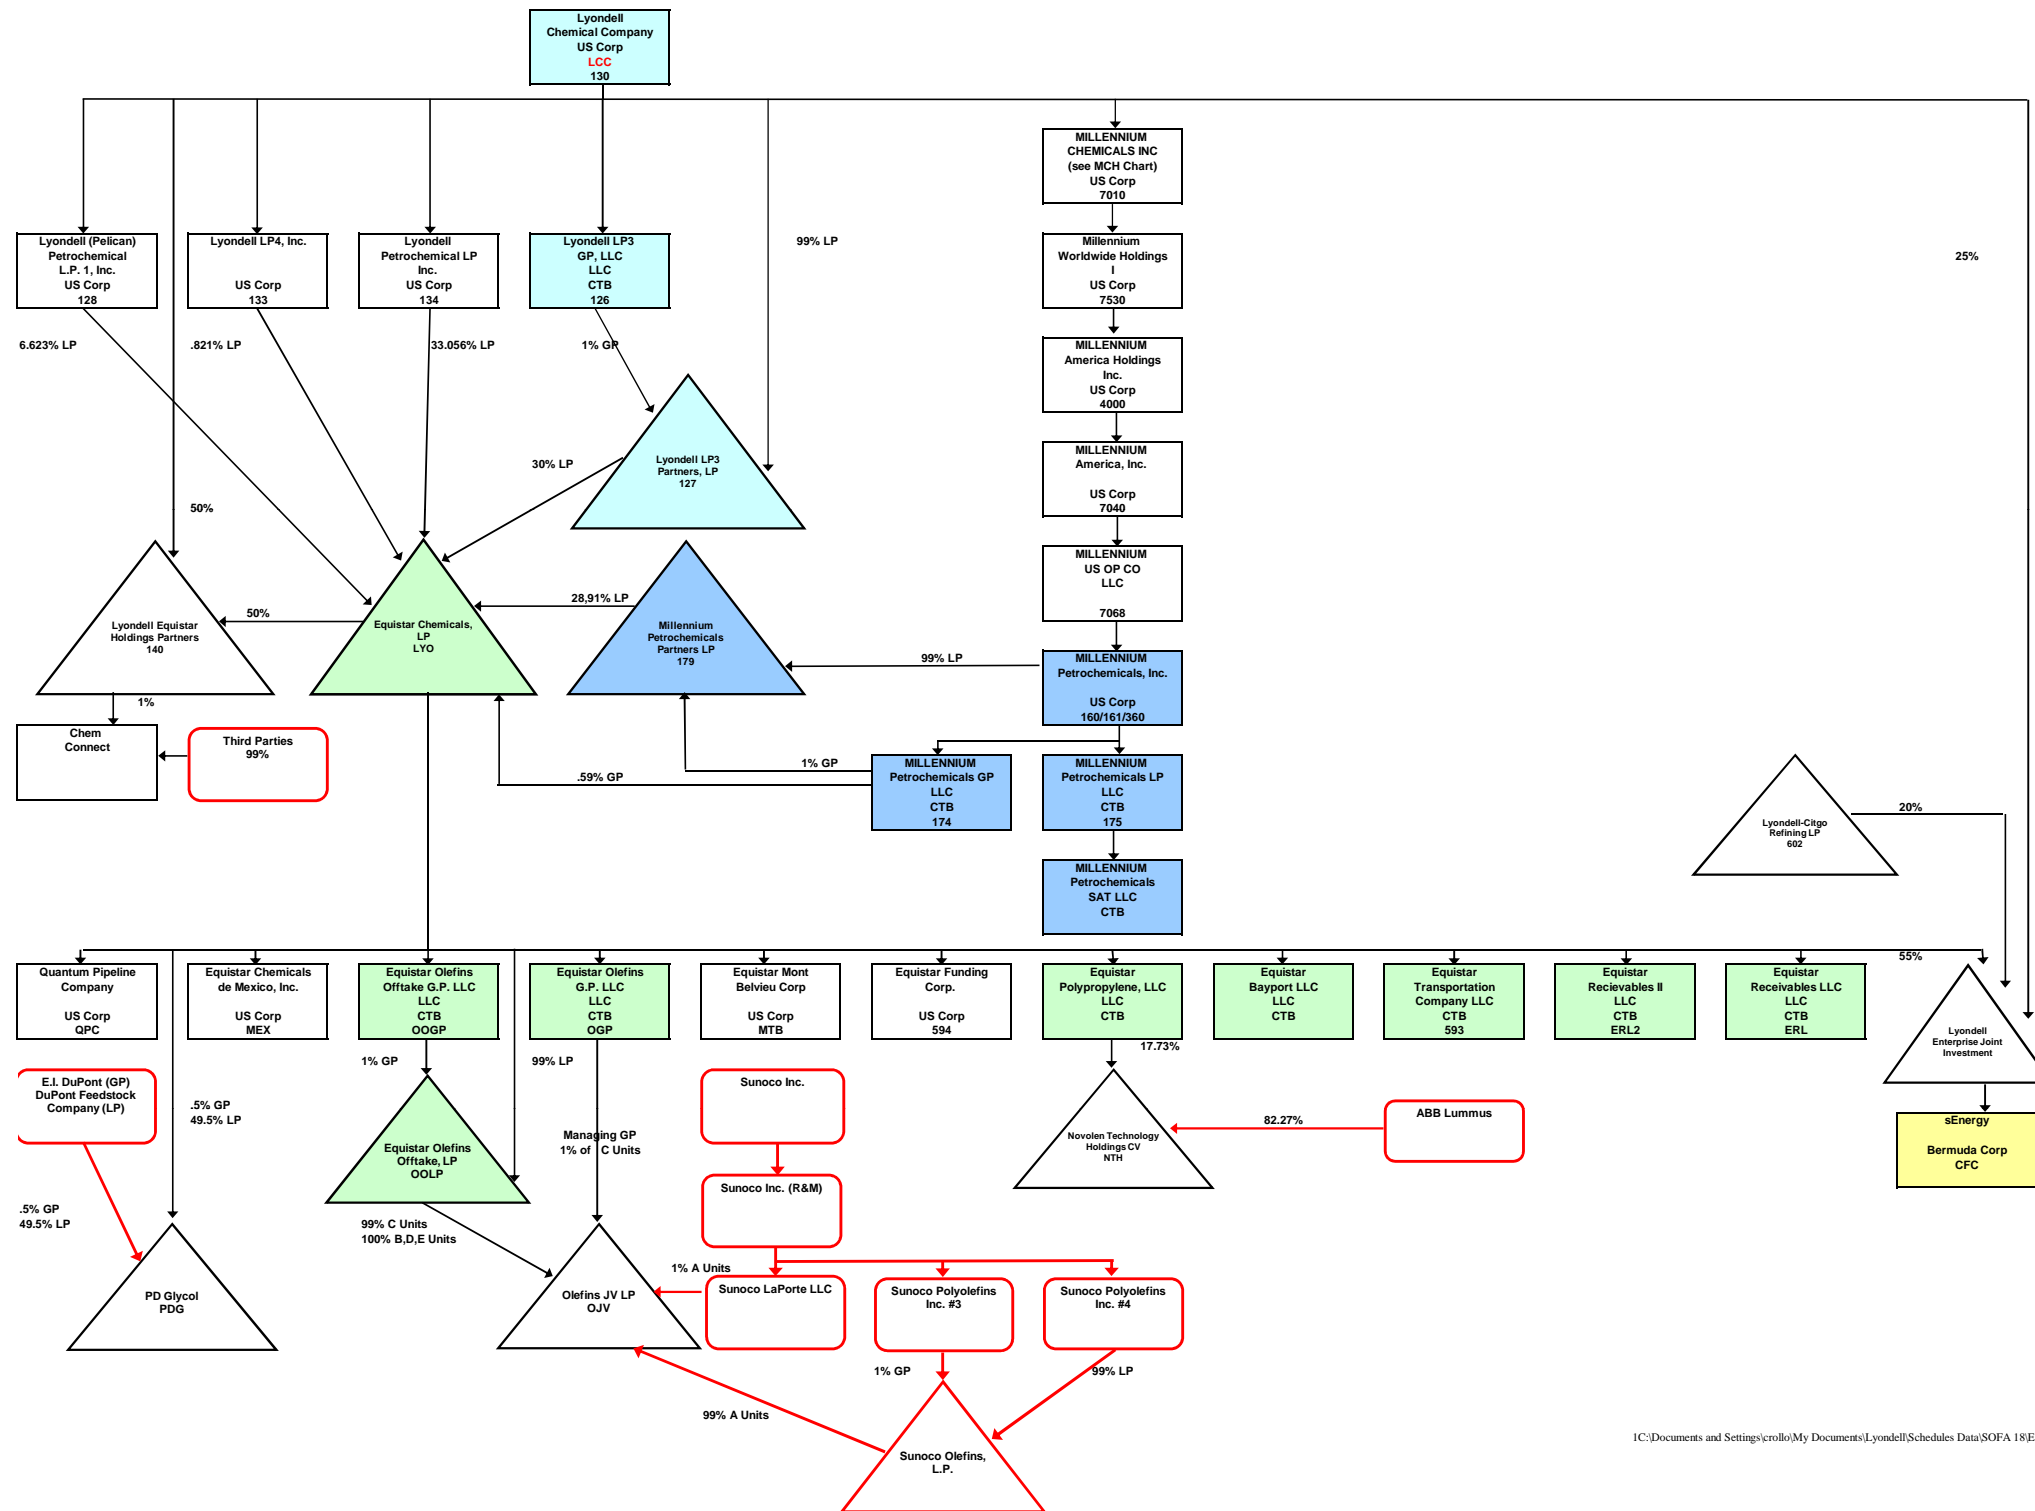 Lyondell
Chemical Company
US Corp
LCC
130
MILLENNIUM
CHEMICALS INC
(see MCH Chart)
US Corp
7010
Lyondell (Pelican)
Petrochemical
L.P. 1, Inc.
US Corp
128
Lyondell LP4, Inc.
US Corp
133
Lyondell
Petrochemical LP
Inc.
US Corp
134
Lyondell LP3
GP, LLC
LLC
CTB
126
99% LP
Millennium
Worldwide Holdings
I
US Corp
7530
25%
6.623% LP
.821% LP
33.056% LP
1% GP
MILLENNIUM
America Holdings
Inc.
US Corp
4000
30% LP
Lyondell LP3
Partners, LP
127
MILLENNIUM
America, Inc.
US Corp
7040
50%
MILLENNIUM
US OP CO
LLC
7068
28,91% LP
50%
Lyondell Equistar
Holdings Partners
140
Equistar Chemicals,
LP
LYO
Millennium
Petrochemicals
Partners LP
179
99% LP
MILLENNIUM
Petrochemicals, Inc.
US Corp
160/161/360
1%
Chem
Connect
Third Parties
99%
1% GP
.59% GP
MILLENNIUM
Petrochemicals GP
LLC
CTB
174
MILLENNIUM
Petrochemicals LP
LLC
CTB
175
Lyondell-Citgo
Refining LP
602
20%
MILLENNIUM
Petrochemicals
SAT LLC
CTB
55%
Quantum Pipeline
Company
US Corp
QPC
Equistar Chemicals
de Mexico, Inc.
US Corp
MEX
Equistar Olefins
Offtake G.P. LLC
LLC
CTB
OOGP
Equistar Olefins
G.P. LLC
LLC
CTB
OGP
Equistar Mont
Belvieu Corp
US Corp
MTB
Equistar Funding
Corp.
US Corp
594
Equistar
Polypropylene, LLC
LLC
CTB
Equistar
Bayport LLC
LLC
CTB
Equistar
Transportation
Company LLC
CTB
593
Equistar
Recievables II
LLC
CTB
ERL2
Equistar
Receivables LLC
LLC
CTB
ERL
Lyondell
Enterprise Joint
Investment
1% GP
99% LP
17.73%
E.I. DuPont (GP)
DuPont Feedstock
Company (LP)
.5% GP
49.5% LP
Sunoco Inc.
ABB Lummus
82.27%
sEnergy
Bermuda Corp
CFC
Managing GP
1% of C Units
Equistar Olefins
Offtake, LP
OOLP
Novolen Technology
Holdings CV
NTH
Sunoco Inc. (R&M)
.5% GP
49.5% LP
99% C Units
100% B,D,E Units
1% A Units
PD Glycol
PDG
Olefins JV LP
OJV
Sunoco LaPorte LLC
Sunoco Polyolefins
Inc. #3
Sunoco Polyolefins
Inc. #4
1% GP
99% LP
99% A Units
Sunoco Olefins,
L.P.
1C:\Documents and Settings\crollo\My Documents\Lyondell\Schedules Data\SOFA 18\E